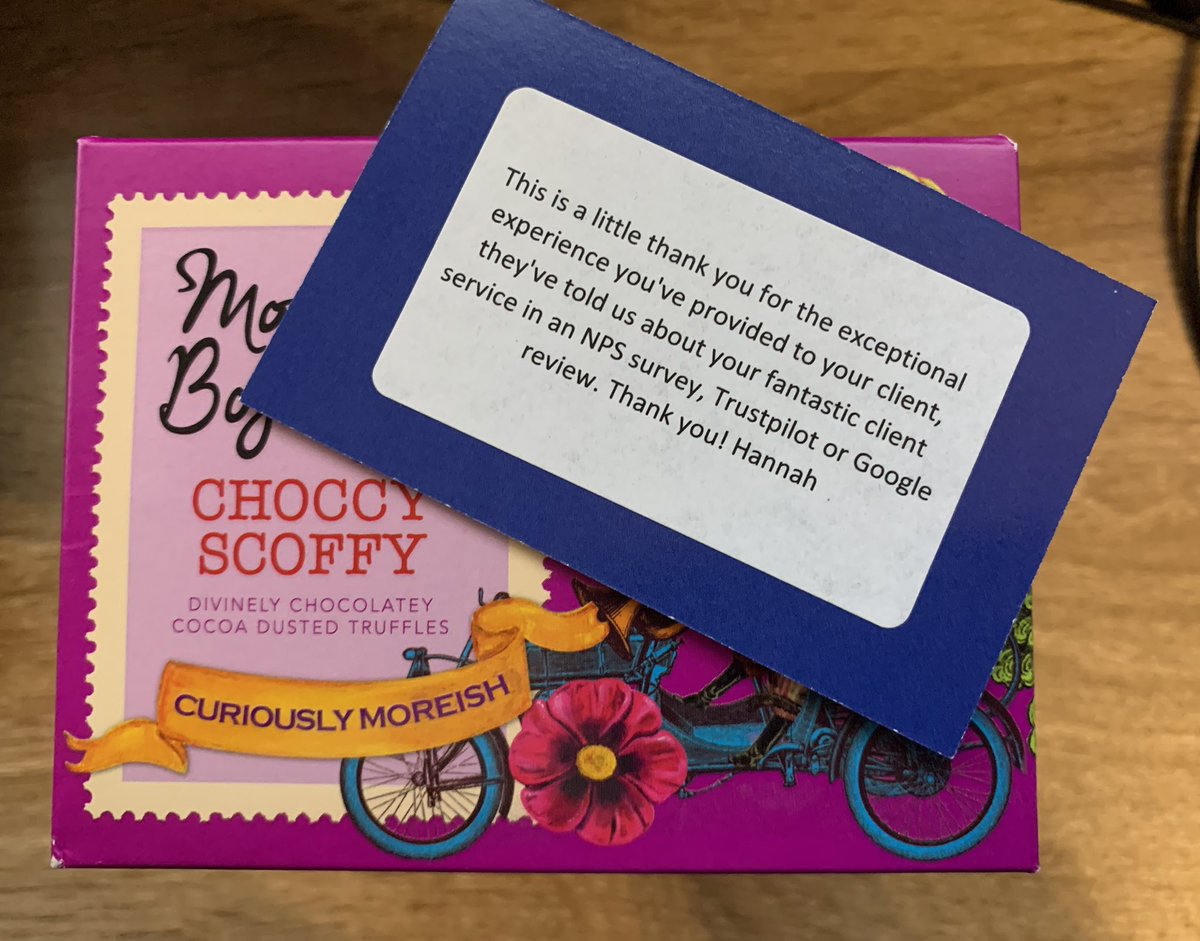 This is a little thank you for the exceptional
experience you've provided to your client,
they've told us about your fantastic client
service in an NPS survey, Trustpilot or Google
review. Thank you! Hannah
CHOCCY
SCOFFY
DIVINELY CHOCOLATEY
COCOA DUSTED TRUFFLES
CURIOUSLY MOREISH